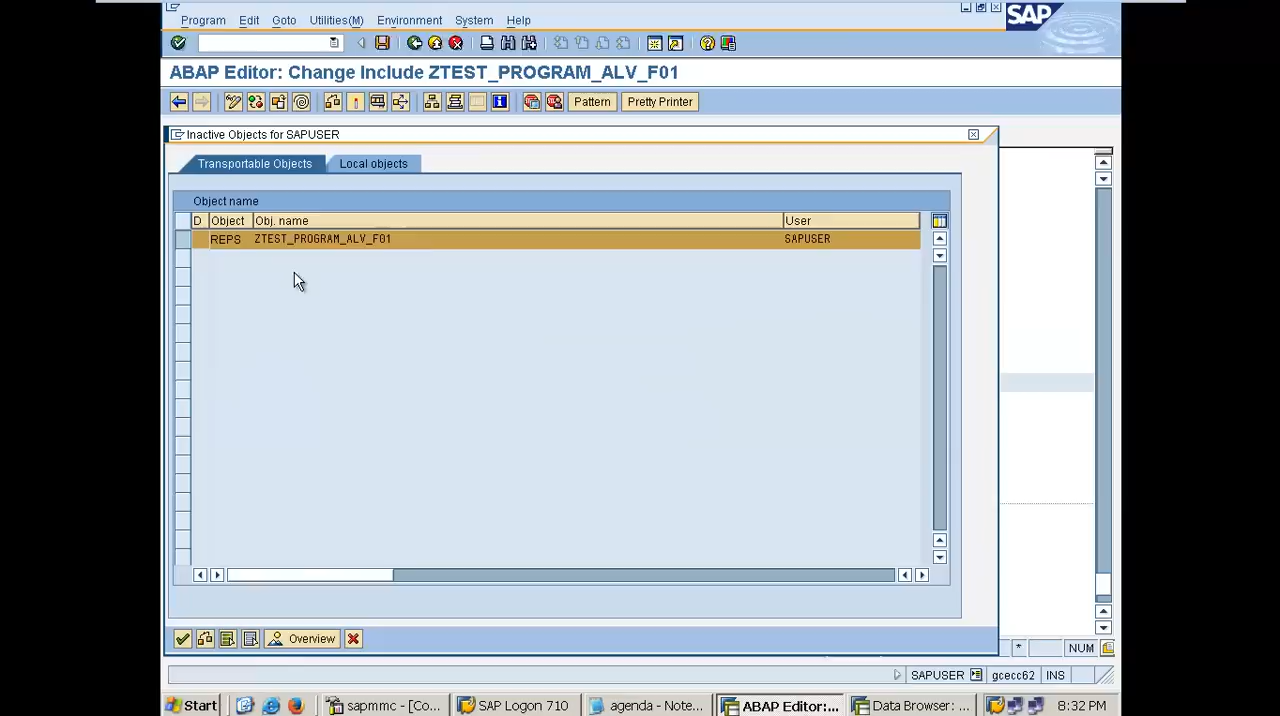 Program Edit Goto Utilities(M) Environment System Help
SAP
ABAP Editor: Change Include ZTEST_PROGRAM_ALV_F01
Pattern Pretty Printer
Inactive Objects for SAPUSER
Transportable Objects Local objects
Object name
D Object Obj. name User
REPS ZTEST_PROGRAM_ALV_F01 SAPUSER
Overview
* NUM
SAPUSER gcecc62 INS
Start sapmmc - [Co... SAP Logon 710 agenda - Note... ABAP Editor:... Data Browser: ... 8:32 PM